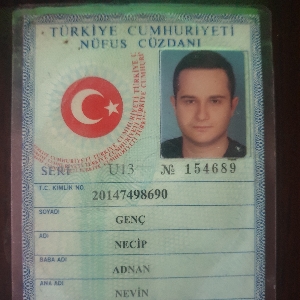 TÜRKİYE CUMHURİYETİ
NÜFUS CÜZDANI
SERİ U13 № 154689
T.C. KİMLİK NO.
20147498690
SOYADI
GENÇ
ADI
NECİP
BABA ADI
ADNAN
ANA ADI
NEVİN